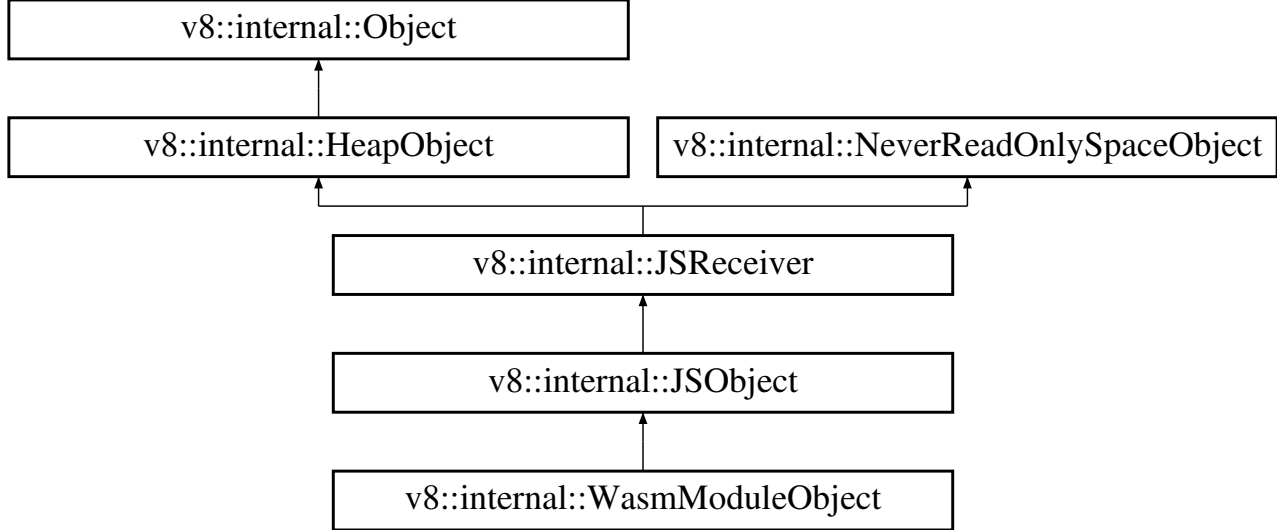 v8::internal::Object
v8::internal::HeapObject
v8::internal::NeverReadOnlySpaceObject
v8::internal::JSReceiver
v8::internal::JSObject
v8::internal::WasmModuleObject